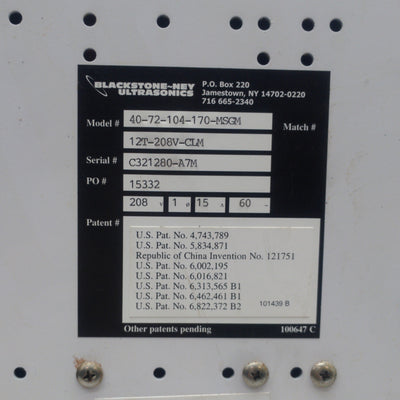 BLACKSTONE~NEY
ULTRASONICS
P.O. Box 220
Jamestown, NY 14702-0220
716 665-2340
Model # 40-72-104-170-MSGM Match #
12T-208V-CLM
Serial # C321280-A7M
PO # 15332
208 V 1 ø 15 A 60 ~
Patent #
U.S. Pat. No. 4,743,789
U.S. Pat. No. 5,834,871
Republic of China Invention No. 121751
U.S. Pat. No. 6,002,195
U.S. Pat. No. 6,016,821
U.S. Pat. No. 6,313,565 B1
U.S. Pat. No. 6,462,461 B1
U.S. Pat. No. 6,822,372 B2
101439 B
Other patents pending 100647 C